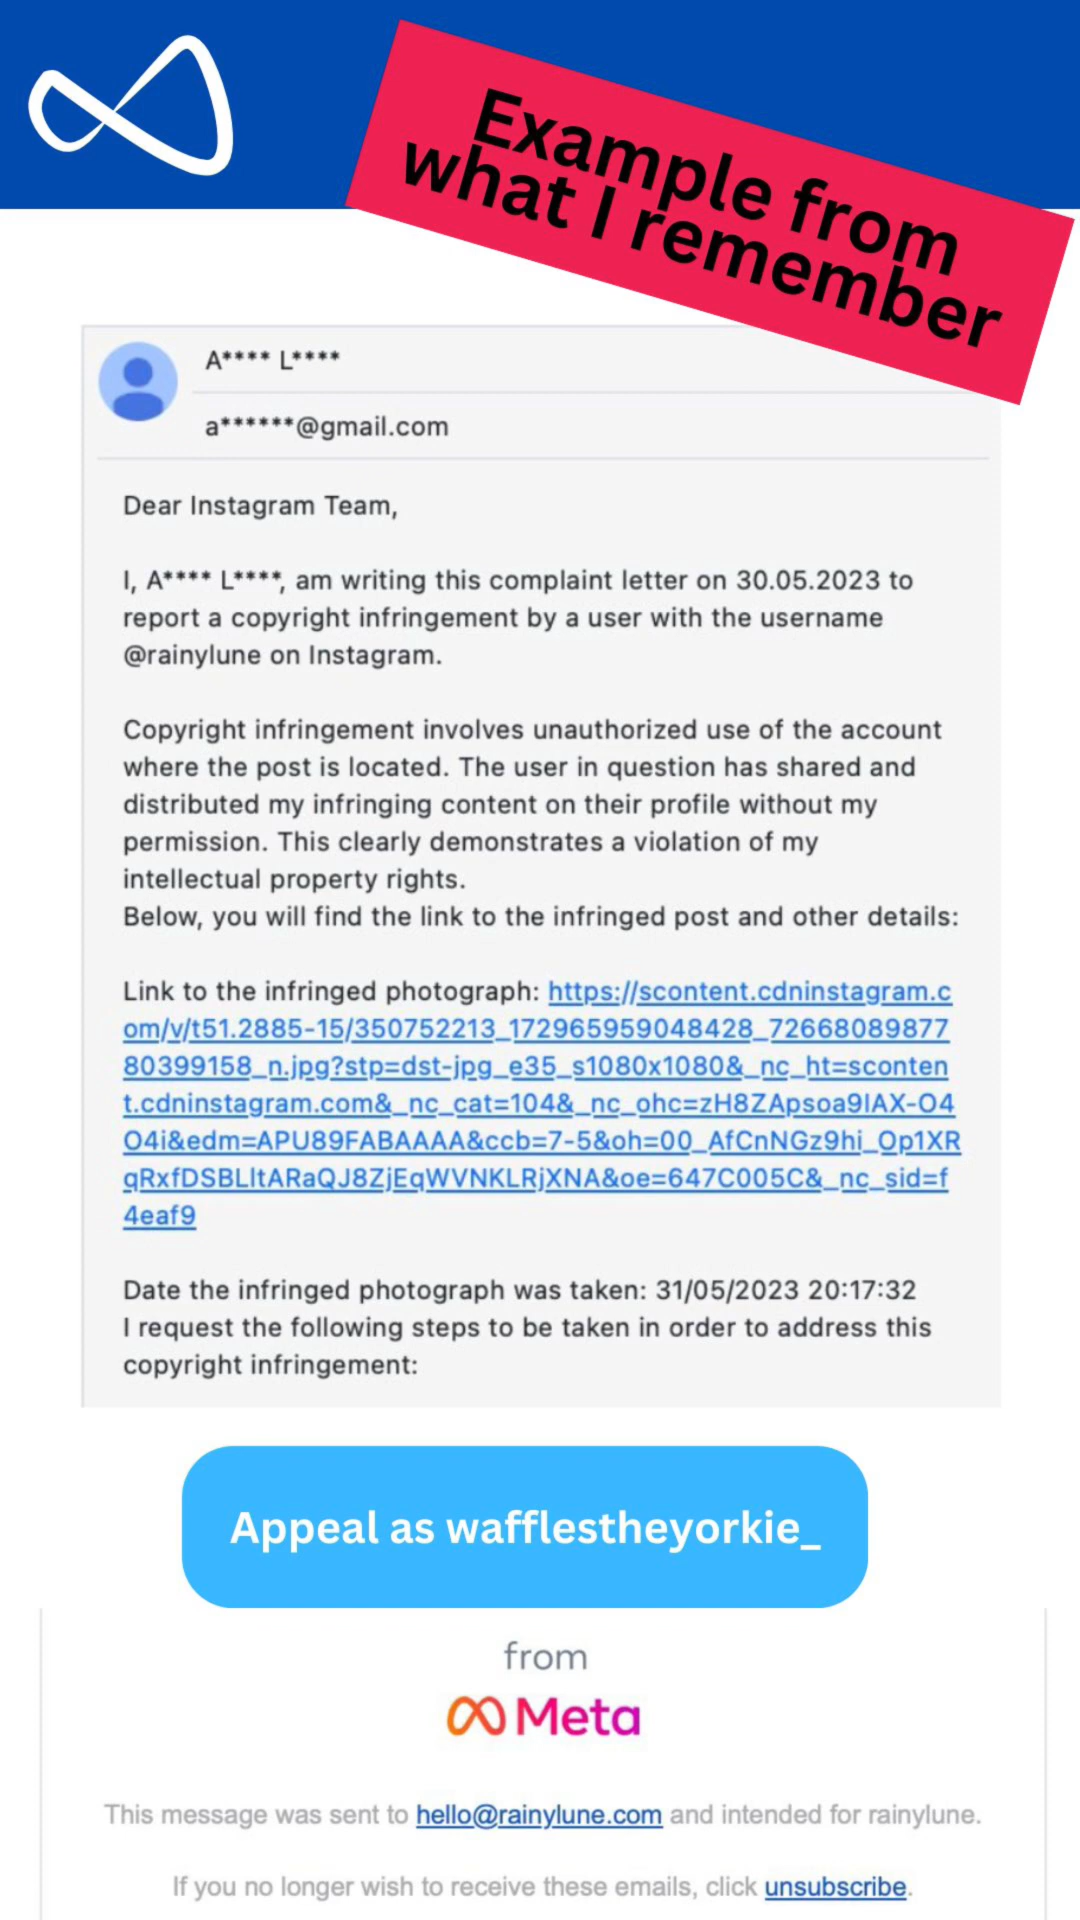 Example from
what I remember
A**** L****
a******@gmail.com
Dear Instagram Team,
I, A**** L****, am writing this complaint letter on 30.05.2023 to
report a copyright infringement by a user with the username
@rainylune on Instagram.
Copyright infringement involves unauthorized use of the account
where the post is located. The user in question has shared and
distributed my infringing content on their profile without my
permission. This clearly demonstrates a violation of my
intellectual property rights.
Below, you will find the link to the infringed post and other details:
Link to the infringed photograph: https://scontent.cdninstagram.c
om/v/t51.2885-15/350752213_172965959048428_72668089877
80399158_n.jpg?stp=dst-jpg_e35_s1080x1080&_nc_ht=sconten
t.cdninstagram.com&_nc_cat=104&_nc_ohc=zH8ZApsoa9IAX-O4
O4i&edm=APU89FABAAAA&ccb=7-5&oh=00_AfCnNGz9hi_Op1XR
qRxfDSBLltARaQJ8ZjEqWVNKLRjXNA&oe=647C005C&_nc_sid=f
4eaf9
Date the infringed photograph was taken: 31/05/2023 20:17:32
I request the following steps to be taken in order to address this
copyright infringement:
Appeal as wafflestheyorkie_
from
Meta
This message was sent to hello@rainylune.com and intended for rainylune.
If you no longer wish to receive these emails, click unsubscribe.